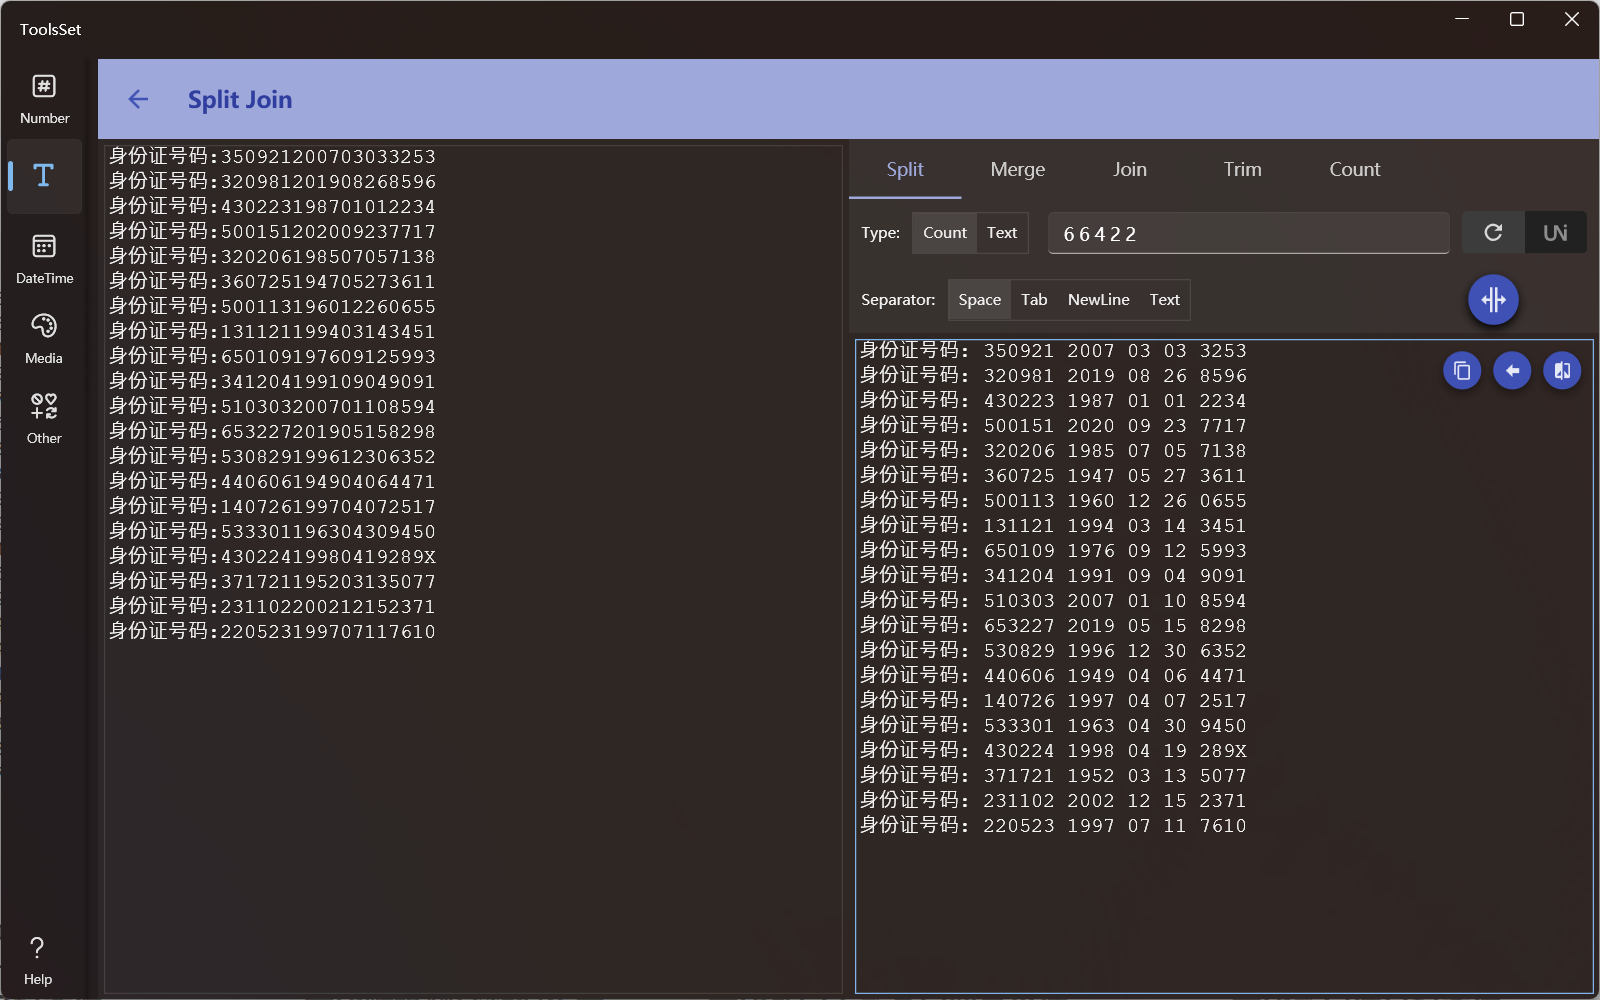 ToolsSet
Number
DateTime
Media
Other
Help
Split Join
身份证号码:350921200703033253
身份证号码:320981201908268596
身份证号码:430223198701012234
身份证号码:500151202009237717
身份证号码:320206198507057138
身份证号码:360725194705273611
身份证号码:500113196012260655
身份证号码:131121199403143451
身份证号码:650109197609125993
身份证号码:341204199109049091
身份证号码:510303200701108594
身份证号码:653227201905158298
身份证号码:530829199612306352
身份证号码:440606194904064471
身份证号码:140726199704072517
身份证号码:533301196304309450
身份证号码:43022419980419289X
身份证号码:371721195203135077
身份证号码:231102200212152371
身份证号码:220523199707117610
Split Merge Join Trim Count
Type: Count Text 6 6 4 2 2 UN
Separator: Space Tab NewLine Text
身份证号码: 350921 2007 03 03 3253
身份证号码: 320981 2019 08 26 8596
身份证号码: 430223 1987 01 01 2234
身份证号码: 500151 2020 09 23 7717
身份证号码: 320206 1985 07 05 7138
身份证号码: 360725 1947 05 27 3611
身份证号码: 500113 1960 12 26 0655
身份证号码: 131121 1994 03 14 3451
身份证号码: 650109 1976 09 12 5993
身份证号码: 341204 1991 09 04 9091
身份证号码: 510303 2007 01 10 8594
身份证号码: 653227 2019 05 15 8298
身份证号码: 530829 1996 12 30 6352
身份证号码: 440606 1949 04 06 4471
身份证号码: 140726 1997 04 07 2517
身份证号码: 533301 1963 04 30 9450
身份证号码: 430224 1998 04 19 289X
身份证号码: 371721 1952 03 13 5077
身份证号码: 231102 2002 12 15 2371
身份证号码: 220523 1997 07 11 7610